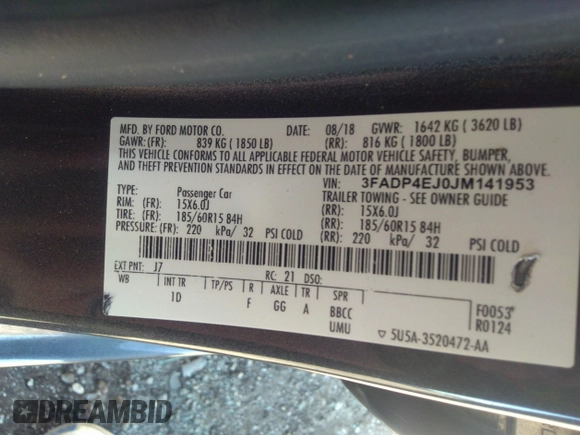 MFD. BY FORD MOTOR CO. DATE: 08/18 GVWR: 1642 KG ( 3620 LB)
GAWR: (FR): 839 KG ( 1850 LB) (RR): 816 KG ( 1800 LB)
THIS VEHICLE CONFORMS TO ALL APPLICABLE FEDERAL MOTOR VEHICLE SAFETY, BUMPER,
AND THEFT PREVENTION STANDARDS IN EFFECT ON THE DATE OF MANUFACTURE SHOWN ABOVE.
VIN: 3FADP4EJ0JM141953
TYPE: Passenger Car TRAILER TOWING - SEE OWNER GUIDE
RIM: (FR): 15X6.0J (RR): 15X6.0J
TIRE: (FR): 185/60R15 84H (RR): 185/60R15 84H
PRESSURE: (FR): 220 kPa/ 32 PSI COLD (RR): 220 kPa/ 32 PSI COLD
EXT PNT: J7 RC: 21 DSO:
WB INT TR TP/PS R AXLE TR SPR
1D F GG A BBCC
UMU
F0053
R0124
▽ 5U5A-3520472-AA
DREAMBID